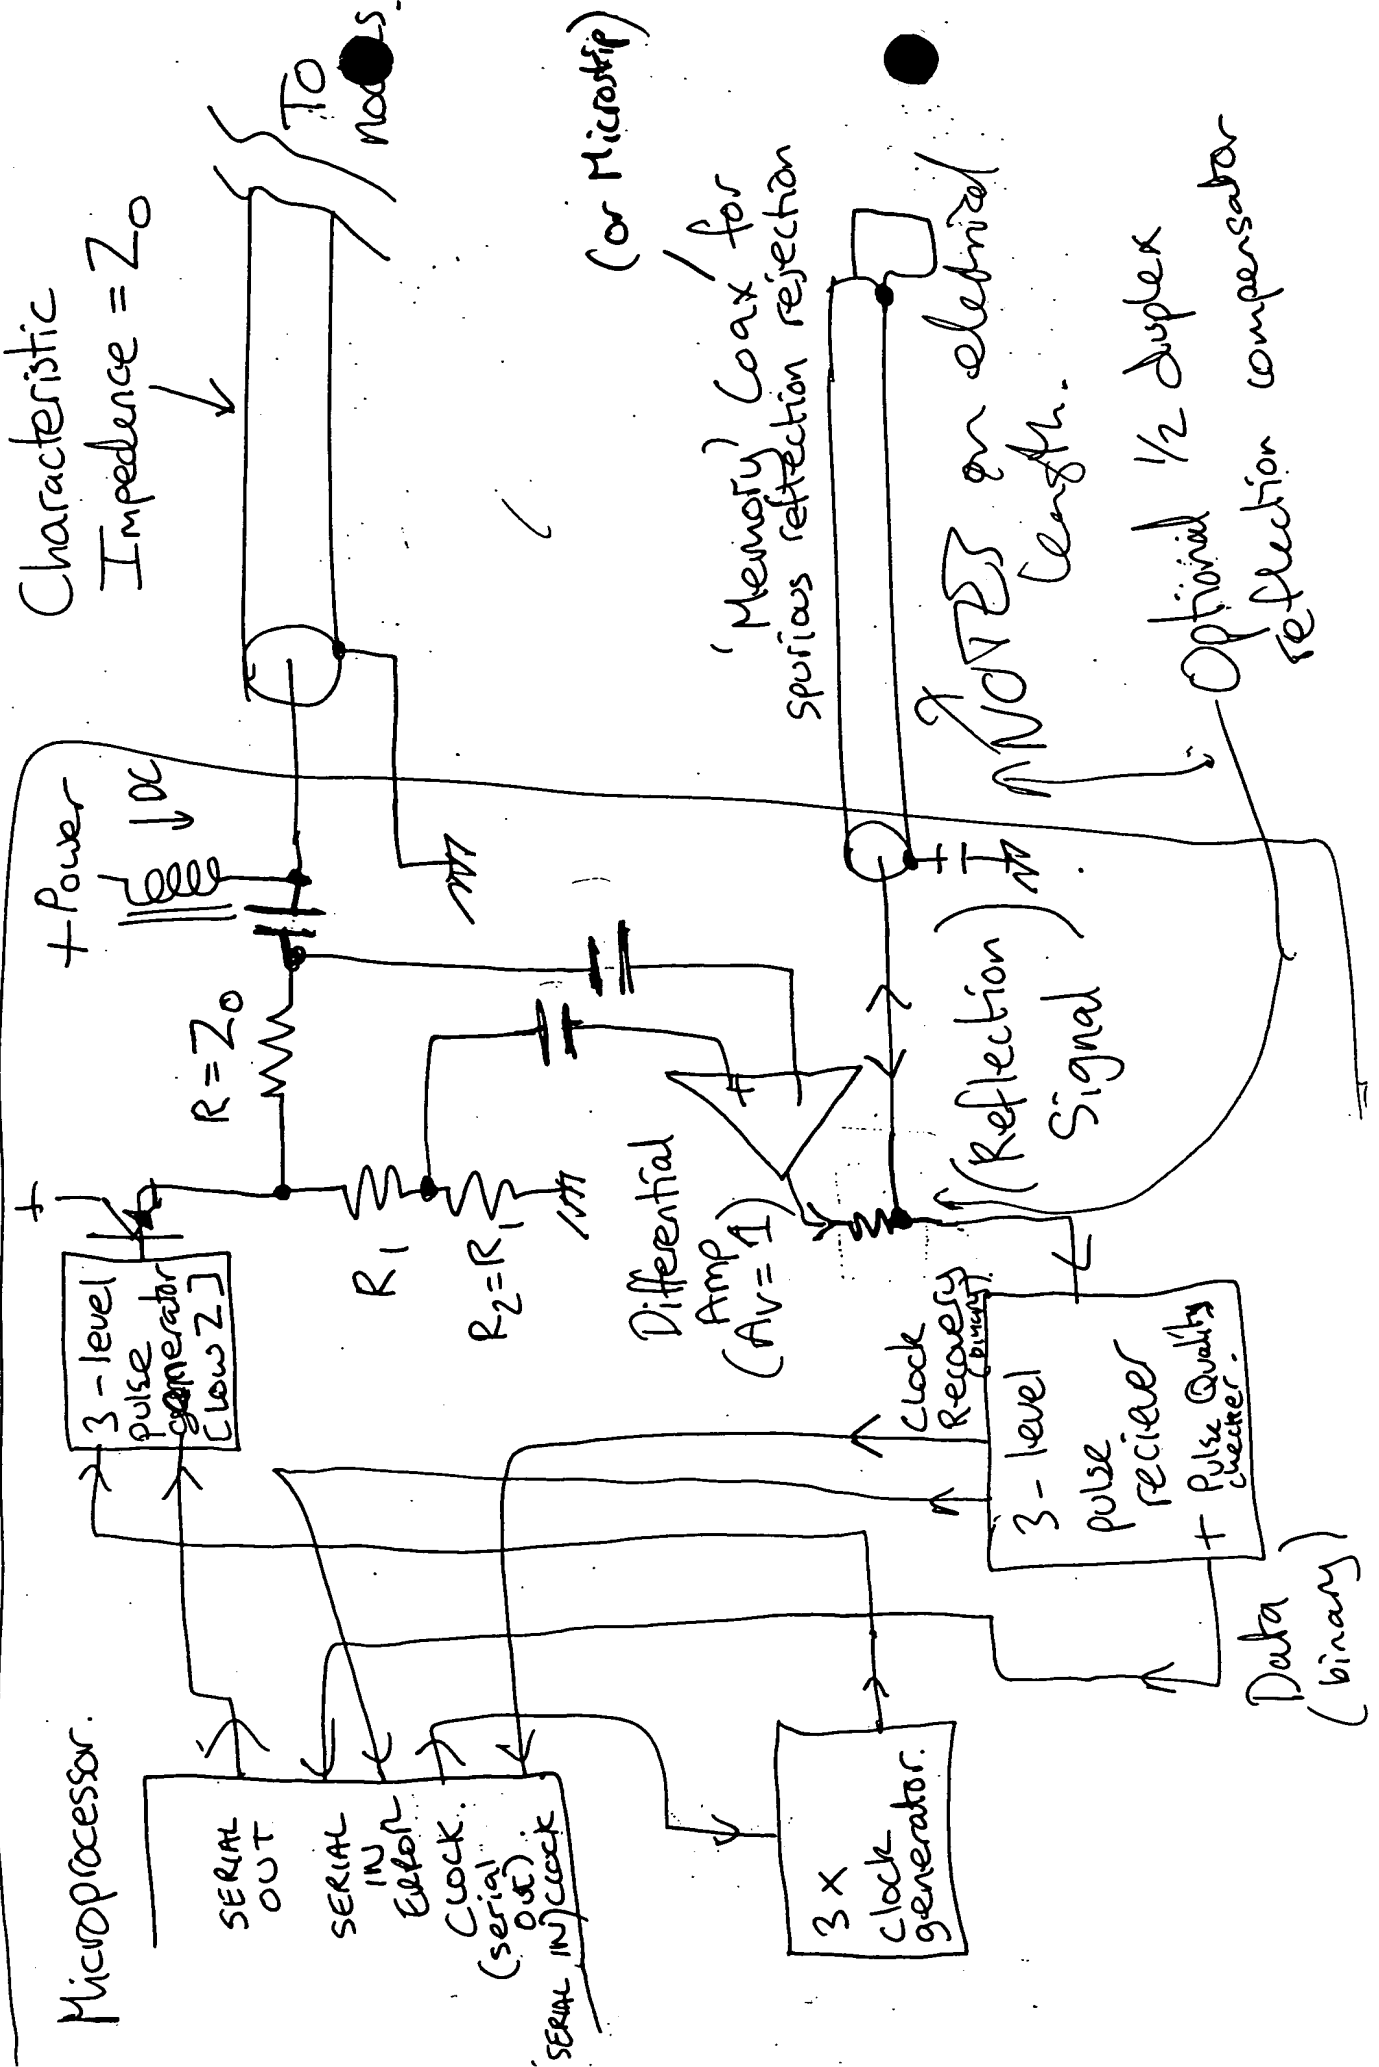 Microprocessor.
SERIAL
OUT
SERIAL
IN
ERROR
CLOCK.
(serial
out).
SERIAL IN CLOCK
3 x
Clock
generator.
3 - level
pulse
generator
[low Z]
+
R = Z0
+ Power
↓ DC
Characteristic
Impedence = Z0
To
nodes.
R1
R2 = R1
Differential
Amp
(Av = 1)
+
Clock
Recovery
(binary).
3 - level
pulse
reciever
+ Pulse Quality
checker.
Data
(binary)
(Reflection)
Signal
(or Microstrip)
'Memory' Coax for
spurious reflection rejection
NOTES on electrical
length.
Optional 1/2 duplex
reflection compensator